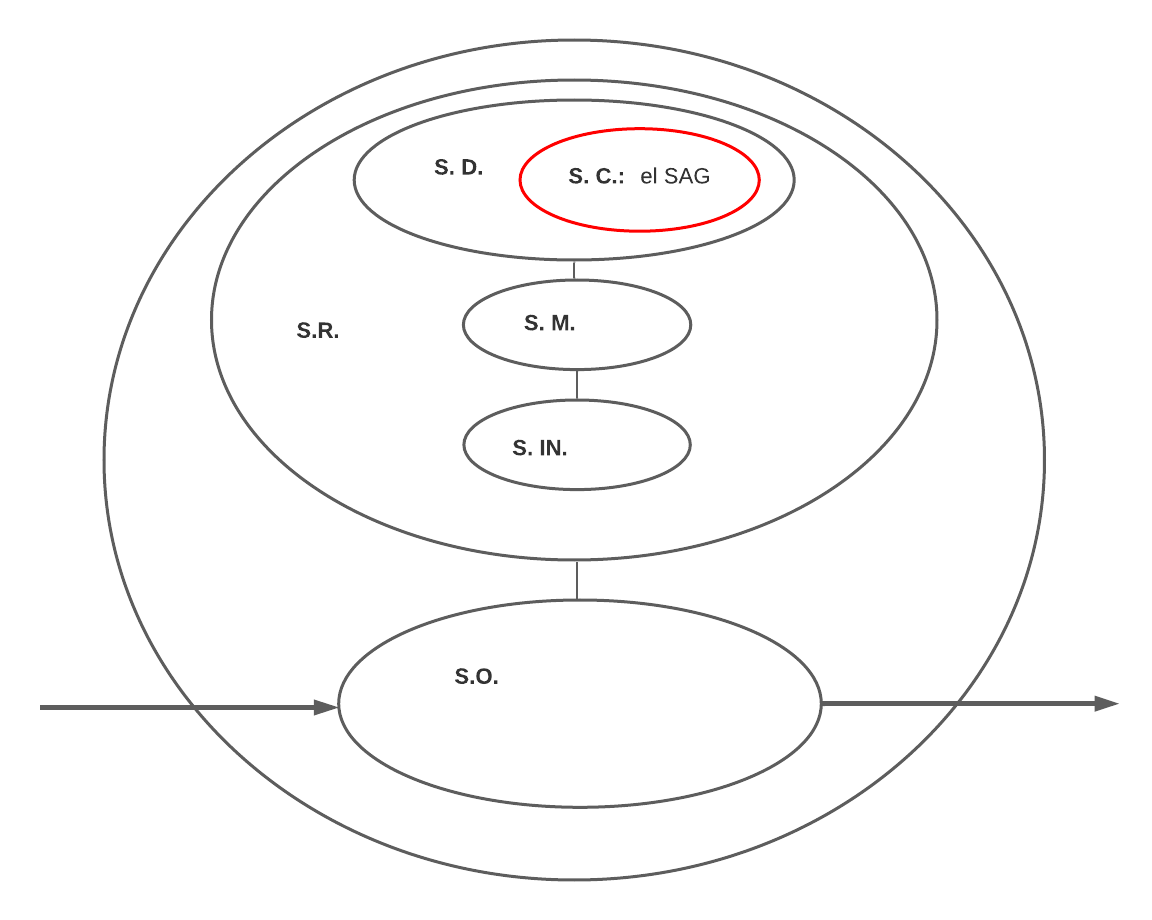 S. D.
S. C.: el SAG
S. M.
S.R.
S. IN.
S.O.